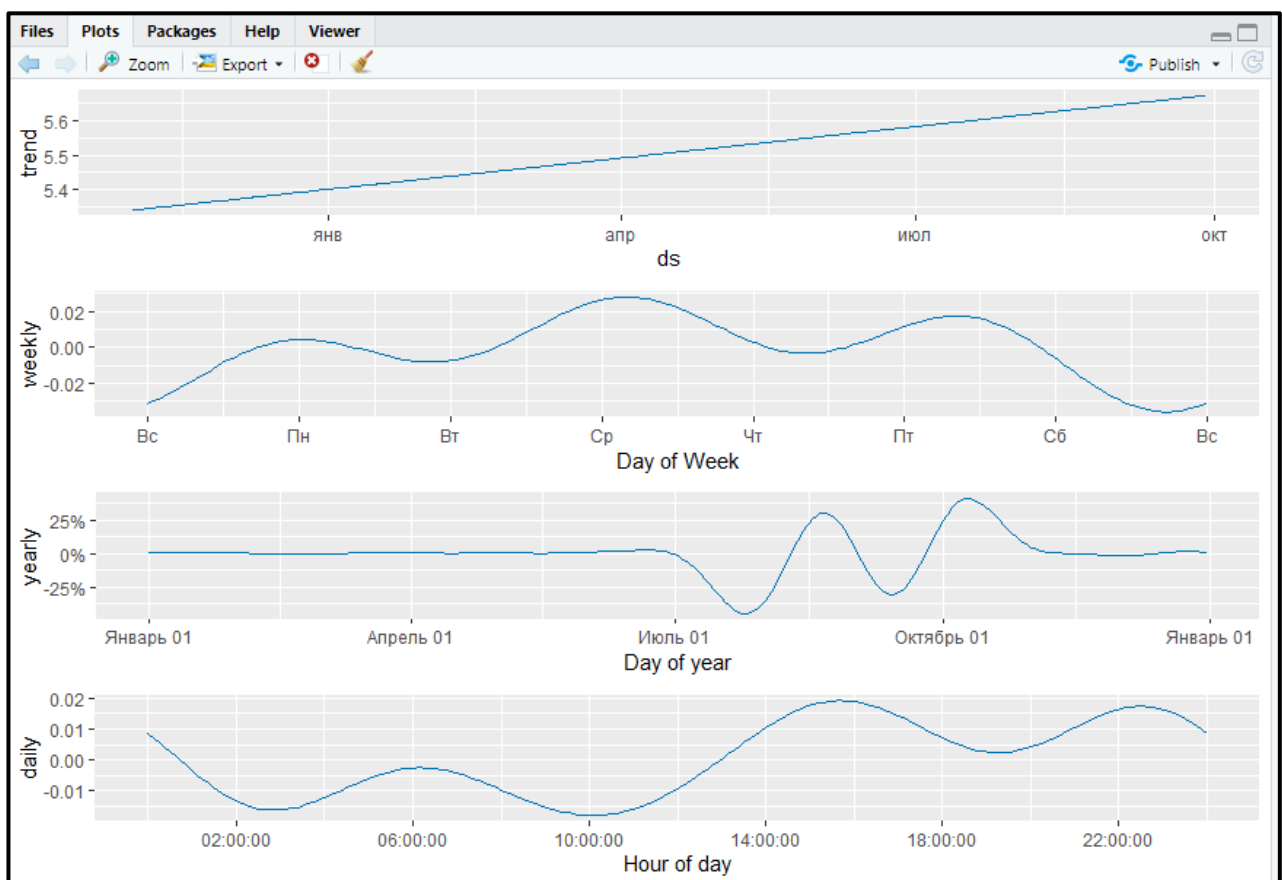 Files Plots Packages Help Viewer
Zoom Export Publish
trend
5.6
5.5
5.4
янв апр июл окт
ds
weekly
0.02
0.00
-0.02
Вс Пн Вт Ср Чт Пт Сб Вс
Day of Week
yearly
25%
0%
-25%
Январь 01 Апрель 01 Июль 01 Октябрь 01 Январь 01
Day of year
daily
0.02
0.01
0.00
-0.01
02:00:00 06:00:00 10:00:00 14:00:00 18:00:00 22:00:00
Hour of day